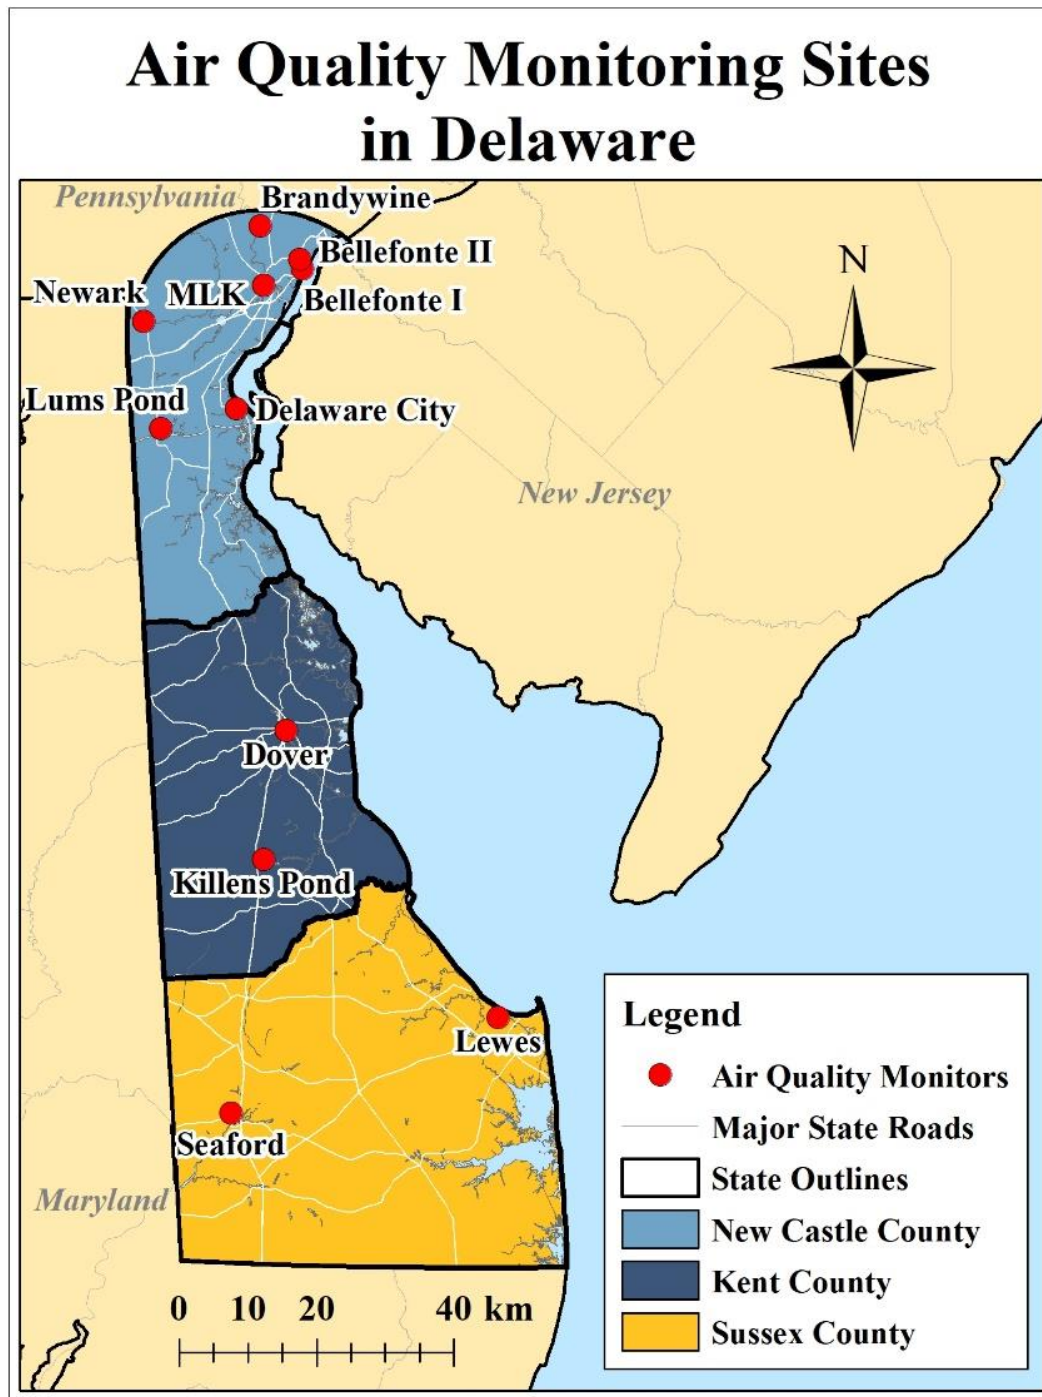 Air Quality Monitoring Sites
in Delaware
Pennsylvania
Brandywine
Bellefonte II
Newark
MLK
Bellefonte I
N
Lums Pond
Delaware City
New Jersey
Dover
Killens Pond
Lewes
Seaford
Maryland
0 10 20 40 km
Legend
Air Quality Monitors
Major State Roads
State Outlines
New Castle County
Kent County
Sussex County